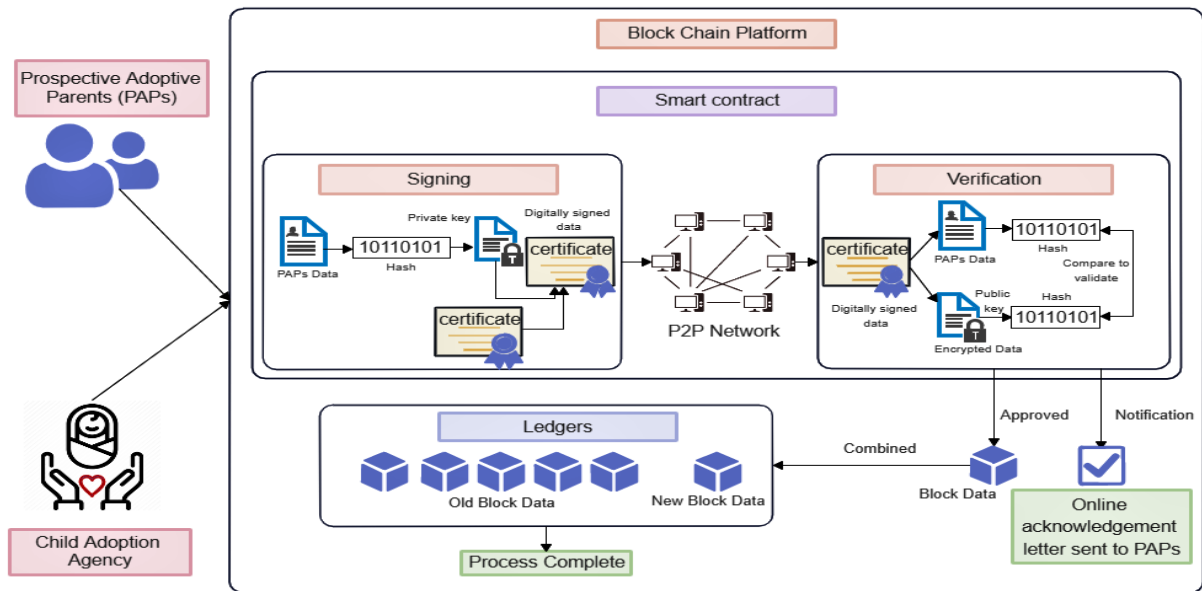 Block Chain Platform
Prospective Adoptive
Parents (PAPs)
Smart contract
Signing
Verification
Private key
Digitally signed
data
10110101
certificate
PAPs Data
Hash
certificate
P2P Network
certificate
Digitally signed
data
PAPs Data
10110101
Hash
Compare to
validate
Public
key
Hash
10110101
Encrypted Data
T
T
Approved
Notification
Ledgers
Combined
Old Block Data
New Block Data
Block Data
Online
acknowledgement
letter sent to PAPs
Child Adoption
Agency
Process Complete